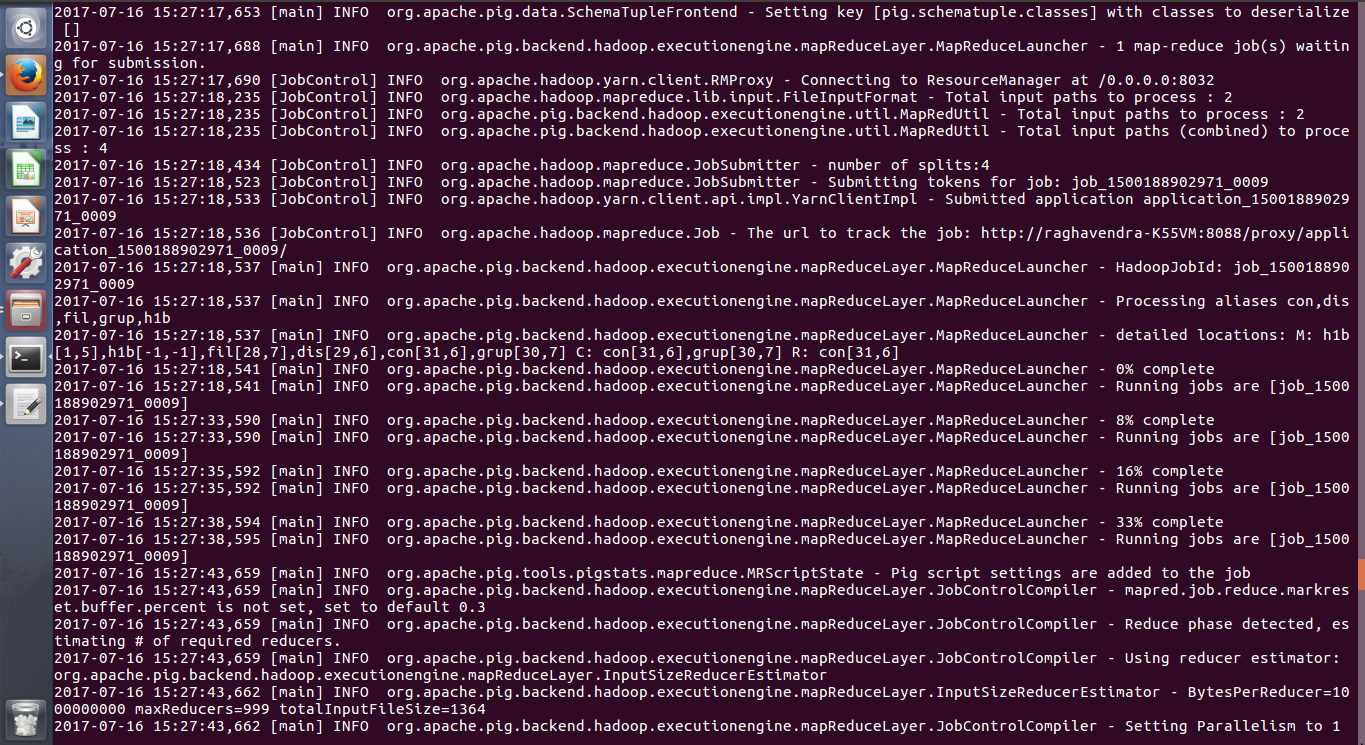 2017-07-16 15:27:17,653 [main] INFO  org.apache.pig.data.SchemaTupleFrontend - Setting key [pig.schematuple.classes] with classes to deserialize
 []
2017-07-16 15:27:17,688 [main] INFO  org.apache.pig.backend.hadoop.executionengine.mapReduceLayer.MapReduceLauncher - 1 map-reduce job(s) waitin
g for submission.
2017-07-16 15:27:17,690 [JobControl] INFO  org.apache.hadoop.yarn.client.RMProxy - Connecting to ResourceManager at /0.0.0.0:8032
2017-07-16 15:27:18,235 [JobControl] INFO  org.apache.hadoop.mapreduce.lib.input.FileInputFormat - Total input paths to process : 2
2017-07-16 15:27:18,235 [JobControl] INFO  org.apache.pig.backend.hadoop.executionengine.util.MapRedUtil - Total input paths to process : 2
2017-07-16 15:27:18,235 [JobControl] INFO  org.apache.pig.backend.hadoop.executionengine.util.MapRedUtil - Total input paths (combined) to proce
ss : 4
2017-07-16 15:27:18,434 [JobControl] INFO  org.apache.hadoop.mapreduce.JobSubmitter - number of splits:4
2017-07-16 15:27:18,523 [JobControl] INFO  org.apache.hadoop.mapreduce.JobSubmitter - Submitting tokens for job: job_1500188902971_0009
2017-07-16 15:27:18,533 [JobControl] INFO  org.apache.hadoop.yarn.client.api.impl.YarnClientImpl - Submitted application application_15001889029
71_0009
2017-07-16 15:27:18,536 [JobControl] INFO  org.apache.hadoop.mapreduce.Job - The url to track the job: http://raghavendra-K55VM:8088/proxy/appli
cation_1500188902971_0009/
2017-07-16 15:27:18,537 [main] INFO  org.apache.pig.backend.hadoop.executionengine.mapReduceLayer.MapReduceLauncher - HadoopJobId: job_150018890
2971_0009
2017-07-16 15:27:18,537 [main] INFO  org.apache.pig.backend.hadoop.executionengine.mapReduceLayer.MapReduceLauncher - Processing aliases con,dis
,fil,grup,h1b
2017-07-16 15:27:18,537 [main] INFO  org.apache.pig.backend.hadoop.executionengine.mapReduceLayer.MapReduceLauncher - detailed locations: M: h1b
[1,5],h1b[-1,-1],fil[28,7],dis[29,6],con[31,6],grup[30,7] C: con[31,6],grup[30,7] R: con[31,6]
2017-07-16 15:27:18,541 [main] INFO  org.apache.pig.backend.hadoop.executionengine.mapReduceLayer.MapReduceLauncher - 0% complete
2017-07-16 15:27:18,541 [main] INFO  org.apache.pig.backend.hadoop.executionengine.mapReduceLayer.MapReduceLauncher - Running jobs are [job_1500
188902971_0009]
2017-07-16 15:27:33,590 [main] INFO  org.apache.pig.backend.hadoop.executionengine.mapReduceLayer.MapReduceLauncher - 8% complete
2017-07-16 15:27:33,590 [main] INFO  org.apache.pig.backend.hadoop.executionengine.mapReduceLayer.MapReduceLauncher - Running jobs are [job_1500
188902971_0009]
2017-07-16 15:27:35,592 [main] INFO  org.apache.pig.backend.hadoop.executionengine.mapReduceLayer.MapReduceLauncher - 16% complete
2017-07-16 15:27:35,592 [main] INFO  org.apache.pig.backend.hadoop.executionengine.mapReduceLayer.MapReduceLauncher - Running jobs are [job_1500
188902971_0009]
2017-07-16 15:27:38,594 [main] INFO  org.apache.pig.backend.hadoop.executionengine.mapReduceLayer.MapReduceLauncher - 33% complete
2017-07-16 15:27:38,595 [main] INFO  org.apache.pig.backend.hadoop.executionengine.mapReduceLayer.MapReduceLauncher - Running jobs are [job_1500
188902971_0009]
2017-07-16 15:27:43,659 [main] INFO  org.apache.pig.tools.pigstats.mapreduce.MRScriptState - Pig script settings are added to the job
2017-07-16 15:27:43,659 [main] INFO  org.apache.pig.backend.hadoop.executionengine.mapReduceLayer.JobControlCompiler - mapred.job.reduce.markres
et.buffer.percent is not set, set to default 0.3
2017-07-16 15:27:43,659 [main] INFO  org.apache.pig.backend.hadoop.executionengine.mapReduceLayer.JobControlCompiler - Reduce phase detected, es
timating # of required reducers.
2017-07-16 15:27:43,659 [main] INFO  org.apache.pig.backend.hadoop.executionengine.mapReduceLayer.JobControlCompiler - Using reducer estimator:
org.apache.pig.backend.hadoop.executionengine.mapReduceLayer.InputSizeReducerEstimator
2017-07-16 15:27:43,662 [main] INFO  org.apache.pig.backend.hadoop.executionengine.mapReduceLayer.InputSizeReducerEstimator - BytesPerReducer=10
00000000 maxReducers=999 totalInputFileSize=1364
2017-07-16 15:27:43,662 [main] INFO  org.apache.pig.backend.hadoop.executionengine.mapReduceLayer.JobControlCompiler - Setting Parallelism to 1